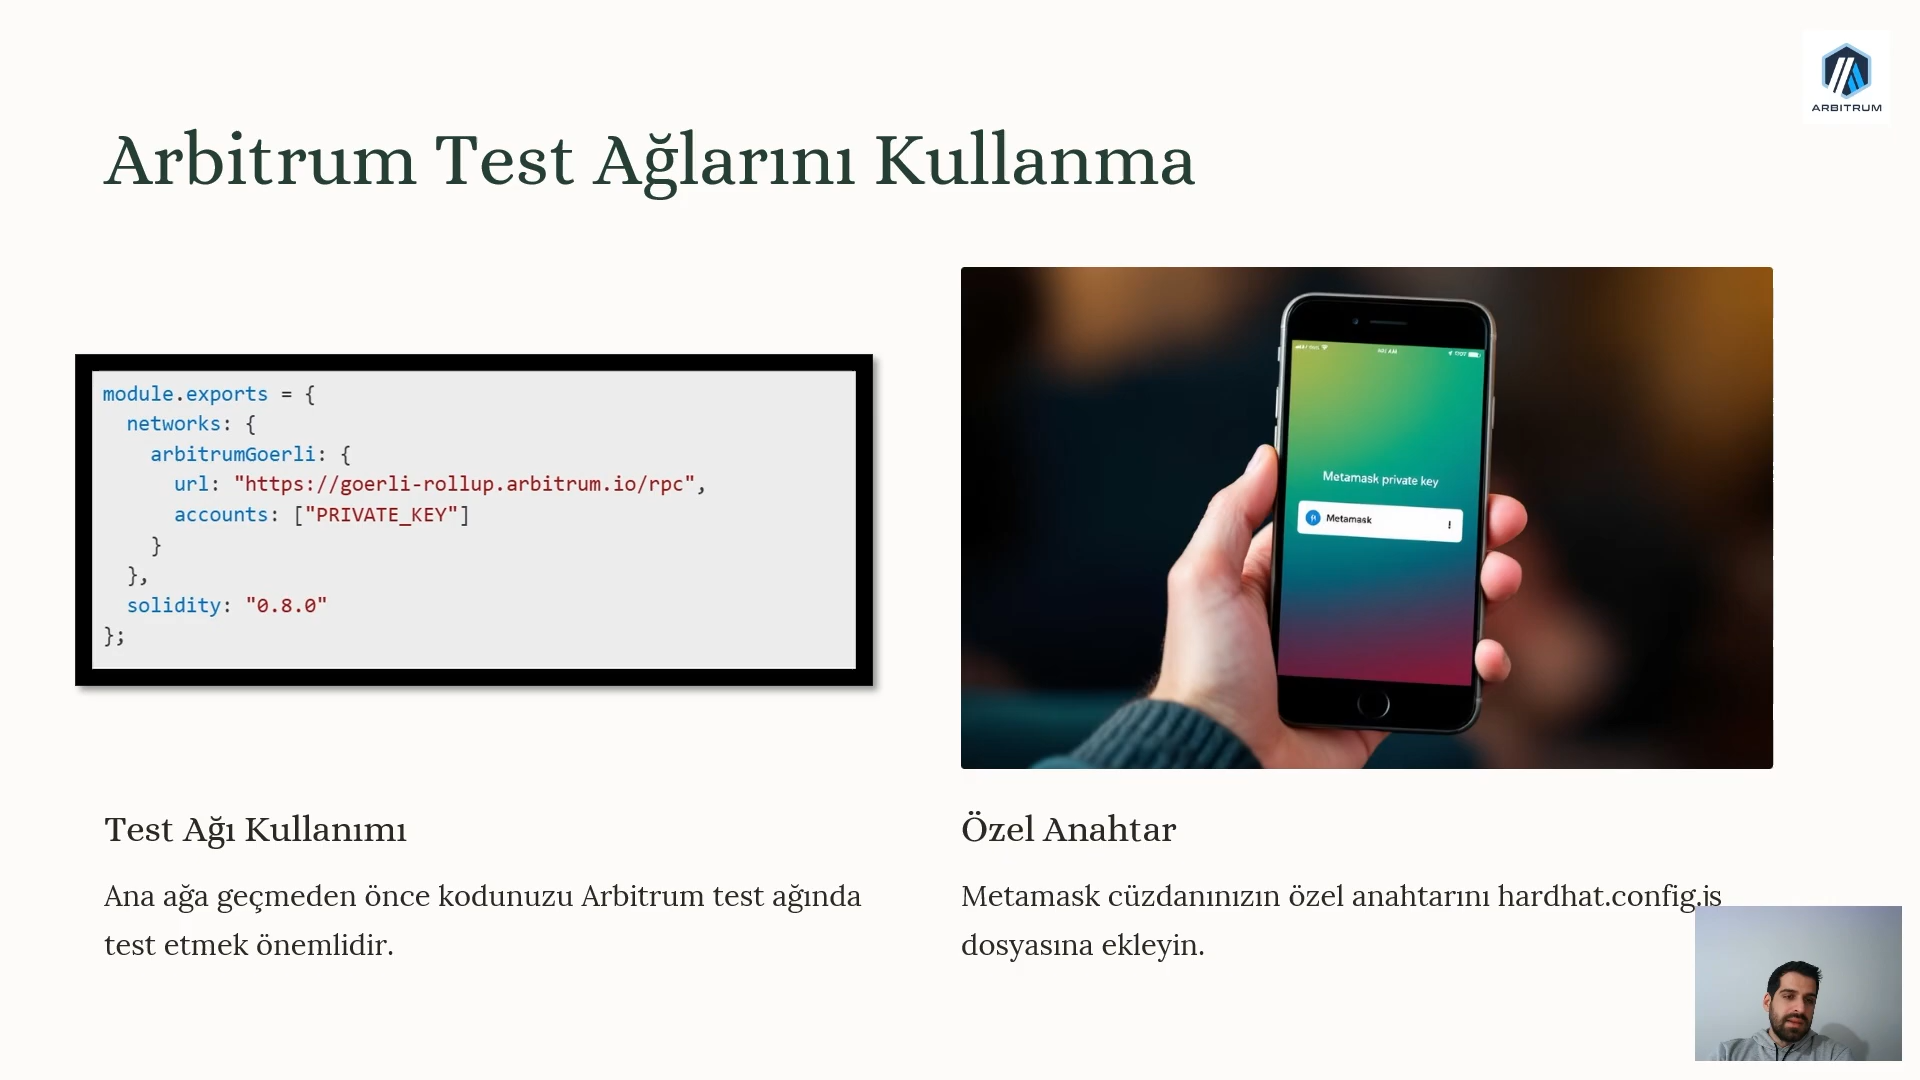 ARBITRUM
Arbitrum Test Ağlarını Kullanma
module.exports = {
networks: {
arbitrumGoerli: {
url: "https://goerli-rollup.arbitrum.io/rpc",
accounts: ["PRIVATE_KEY"]
}
},
solidity: "0.8.0"
};
Metamask private key
Metamask
Test Ağı Kullanımı
Ana ağa geçmeden önce kodunuzu Arbitrum test ağında
test etmek önemlidir.
Özel Anahtar
Metamask cüzdanınızın özel anahtarını hardhat.config.js
dosyasına ekleyin.